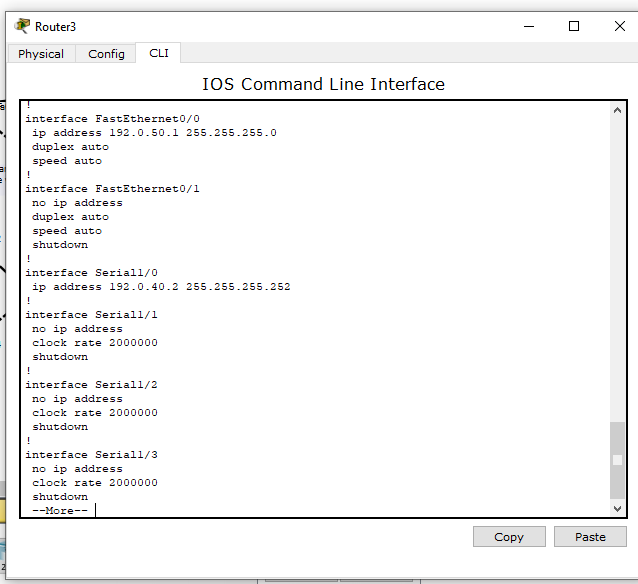 Router3
Physical Config CLI
IOS Command Line Interface
!
interface FastEthernet0/0
ip address 192.0.50.1 255.255.255.0
duplex auto
speed auto
!
interface FastEthernet0/1
no ip address
duplex auto
speed auto
shutdown
!
interface Serial1/0
ip address 192.0.40.2 255.255.255.252
!
interface Serial1/1
no ip address
clock rate 2000000
shutdown
!
interface Serial1/2
no ip address
clock rate 2000000
shutdown
!
interface Serial1/3
no ip address
clock rate 2000000
shutdown
--More--
Copy Paste